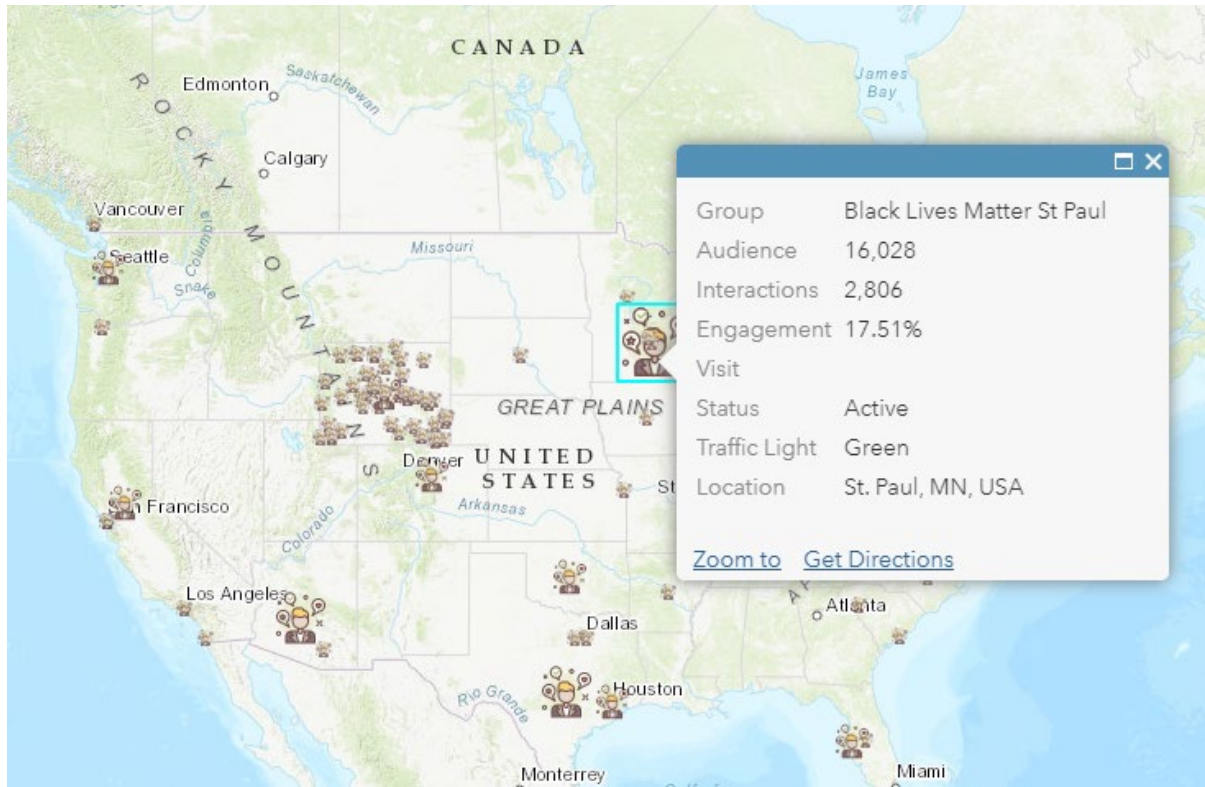 CANADA
Edmonton
Saskatchewan
James
Bay
ROCKY MOUNTAINS
Calgary
Vancouver
Columbia
Seattle
Snake
Missouri
Group Black Lives Matter St Paul
Audience 16,028
Interactions 2,806
Engagement 17.51%
Visit
Status Active
Traffic Light Green
Location St. Paul, MN, USA
Zoom to Get Directions
GREAT PLAINS
Denver
UNITED
STATES
St
Francisco
Arkansas
Colorado
Los Angeles
Atlanta
Dallas
Rio Grande
Houston
Monterrey
Miami